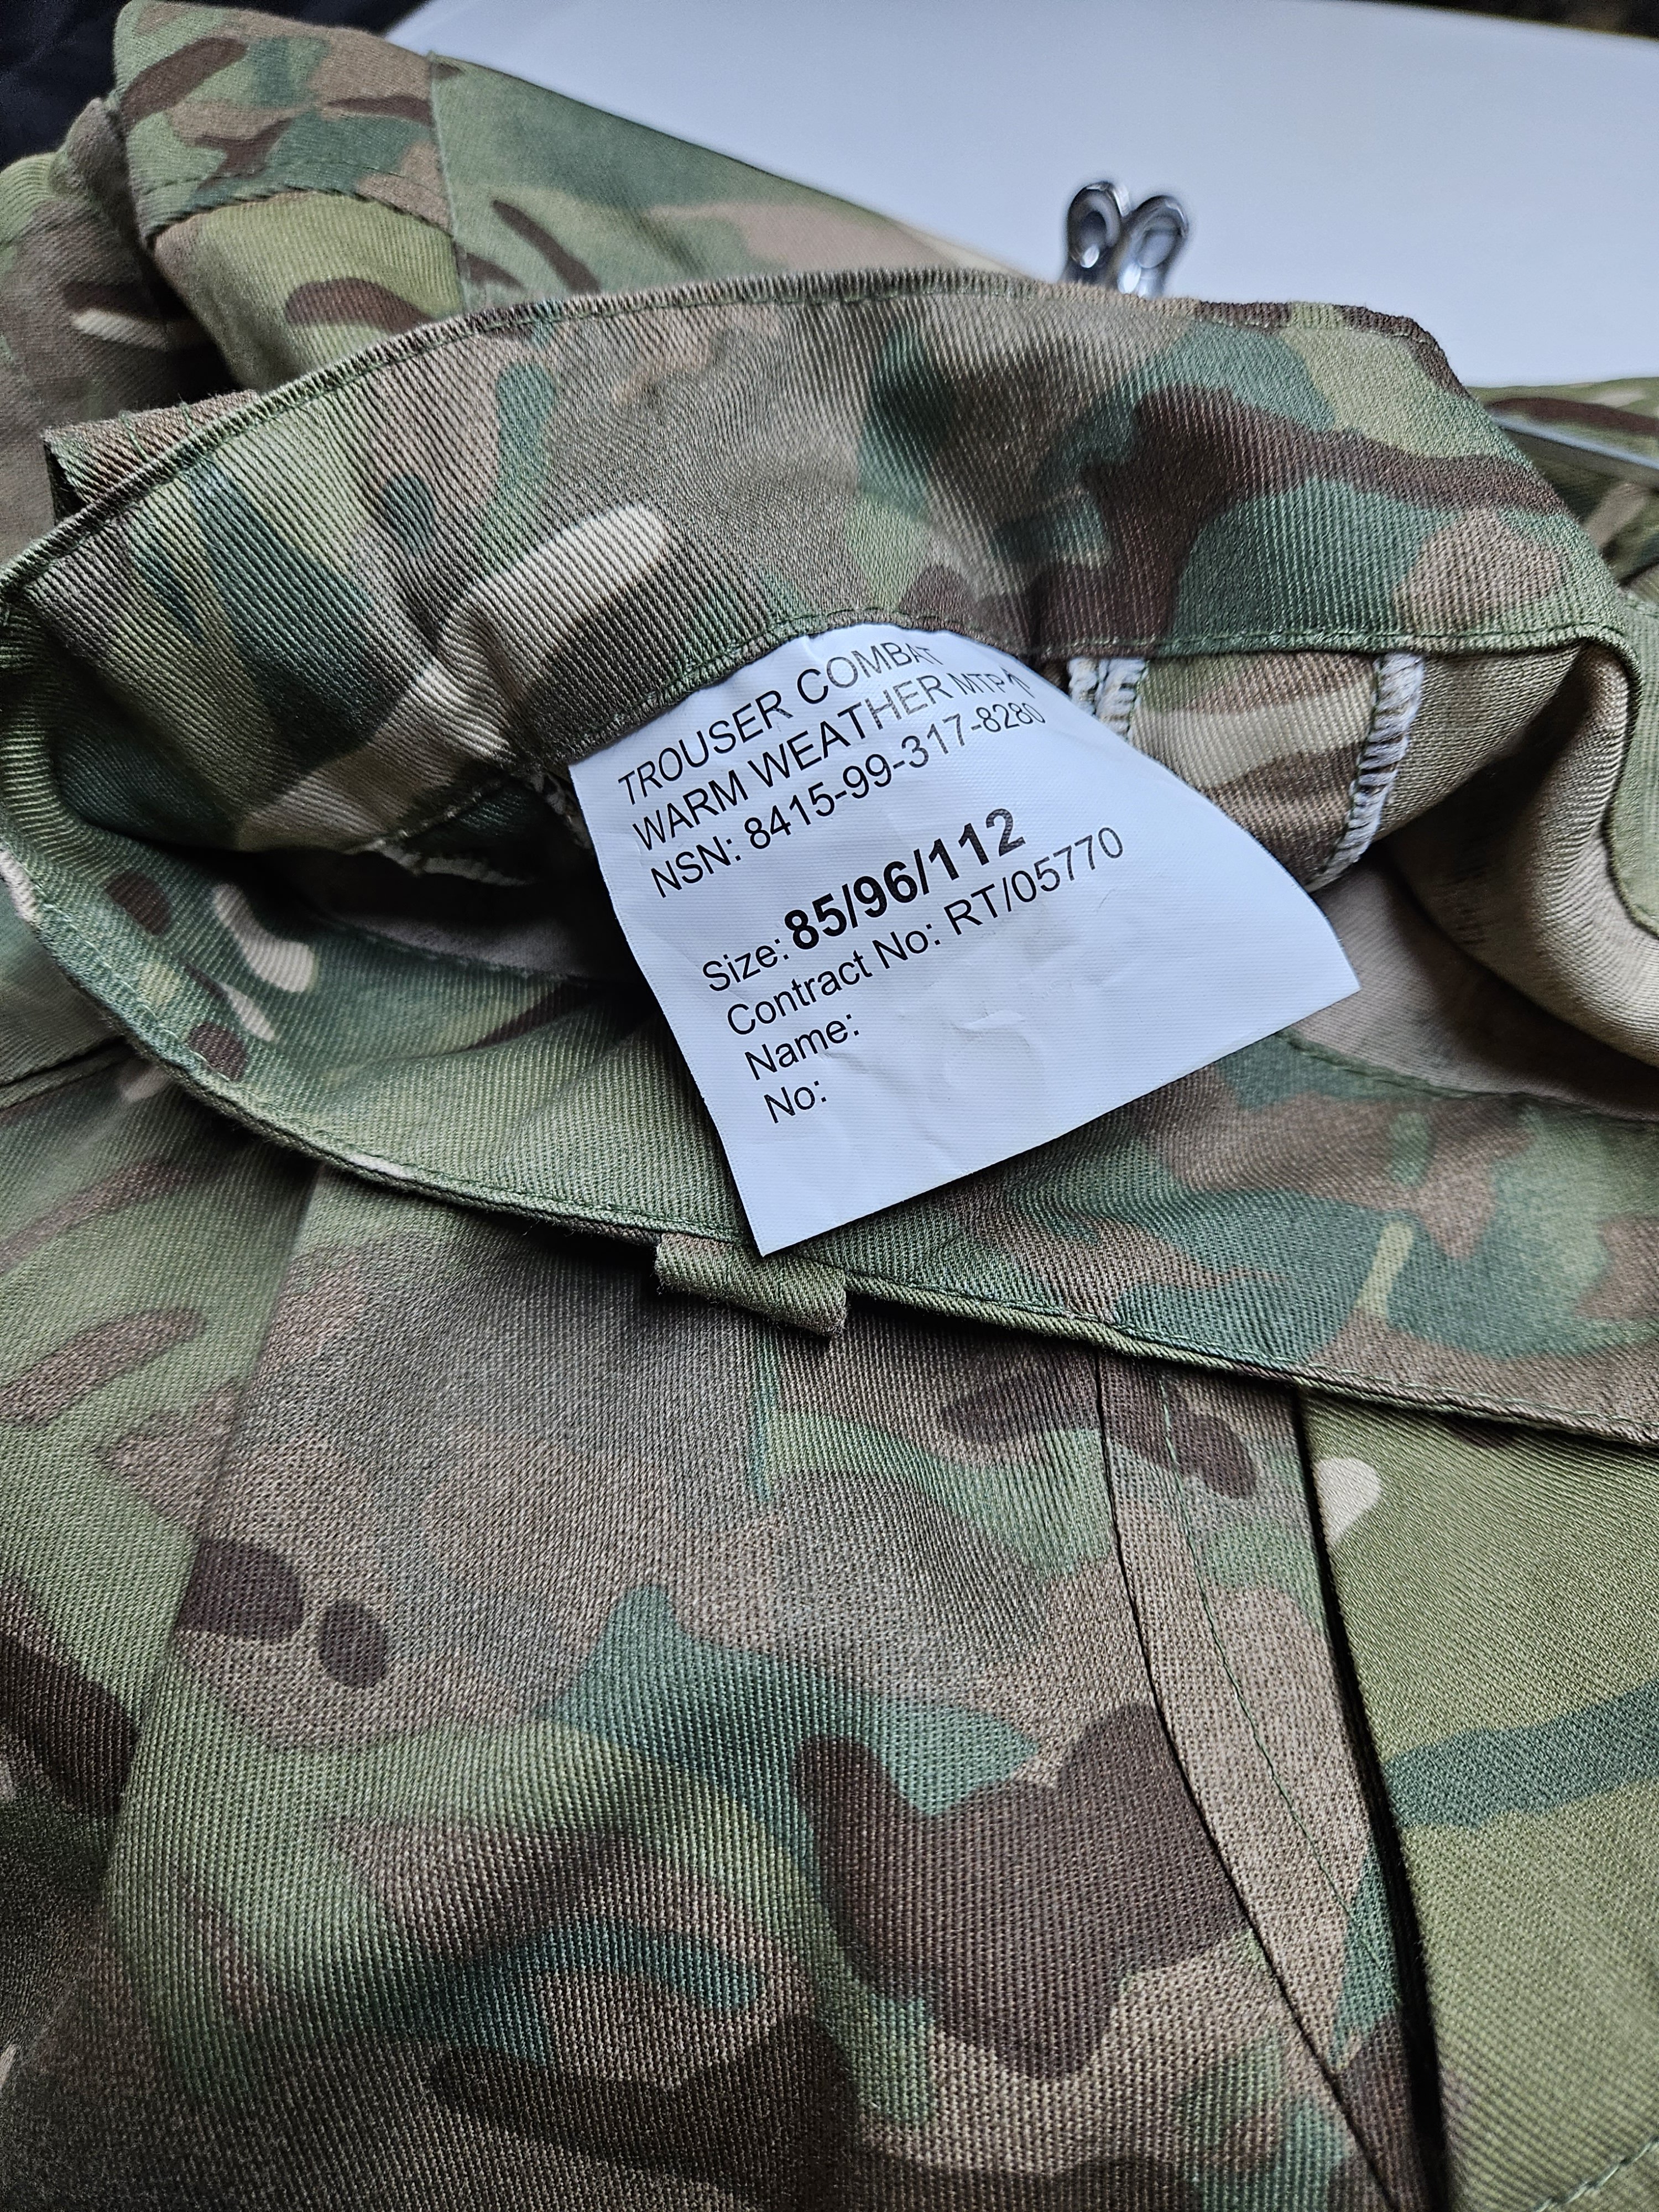 TROUSER COMBAT
WARM WEATHER MTP
NSN: 8415-99-317-8280
Size: 85/96/112
Contract No: RT/05770
Name:
No: